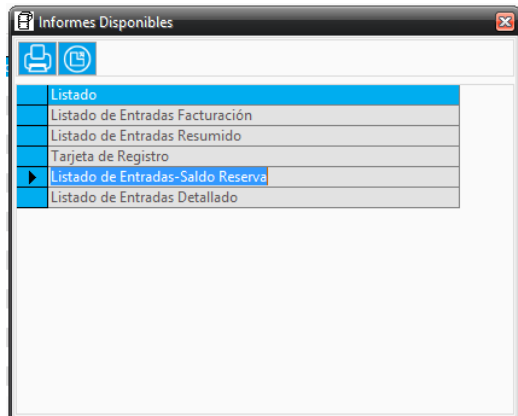 Informes Disponibles
Listado
Listado de Entradas Facturación
Listado de Entradas Resumido
Tarjeta de Registro
Listado de Entradas-Saldo Reserva
Listado de Entradas Detallado